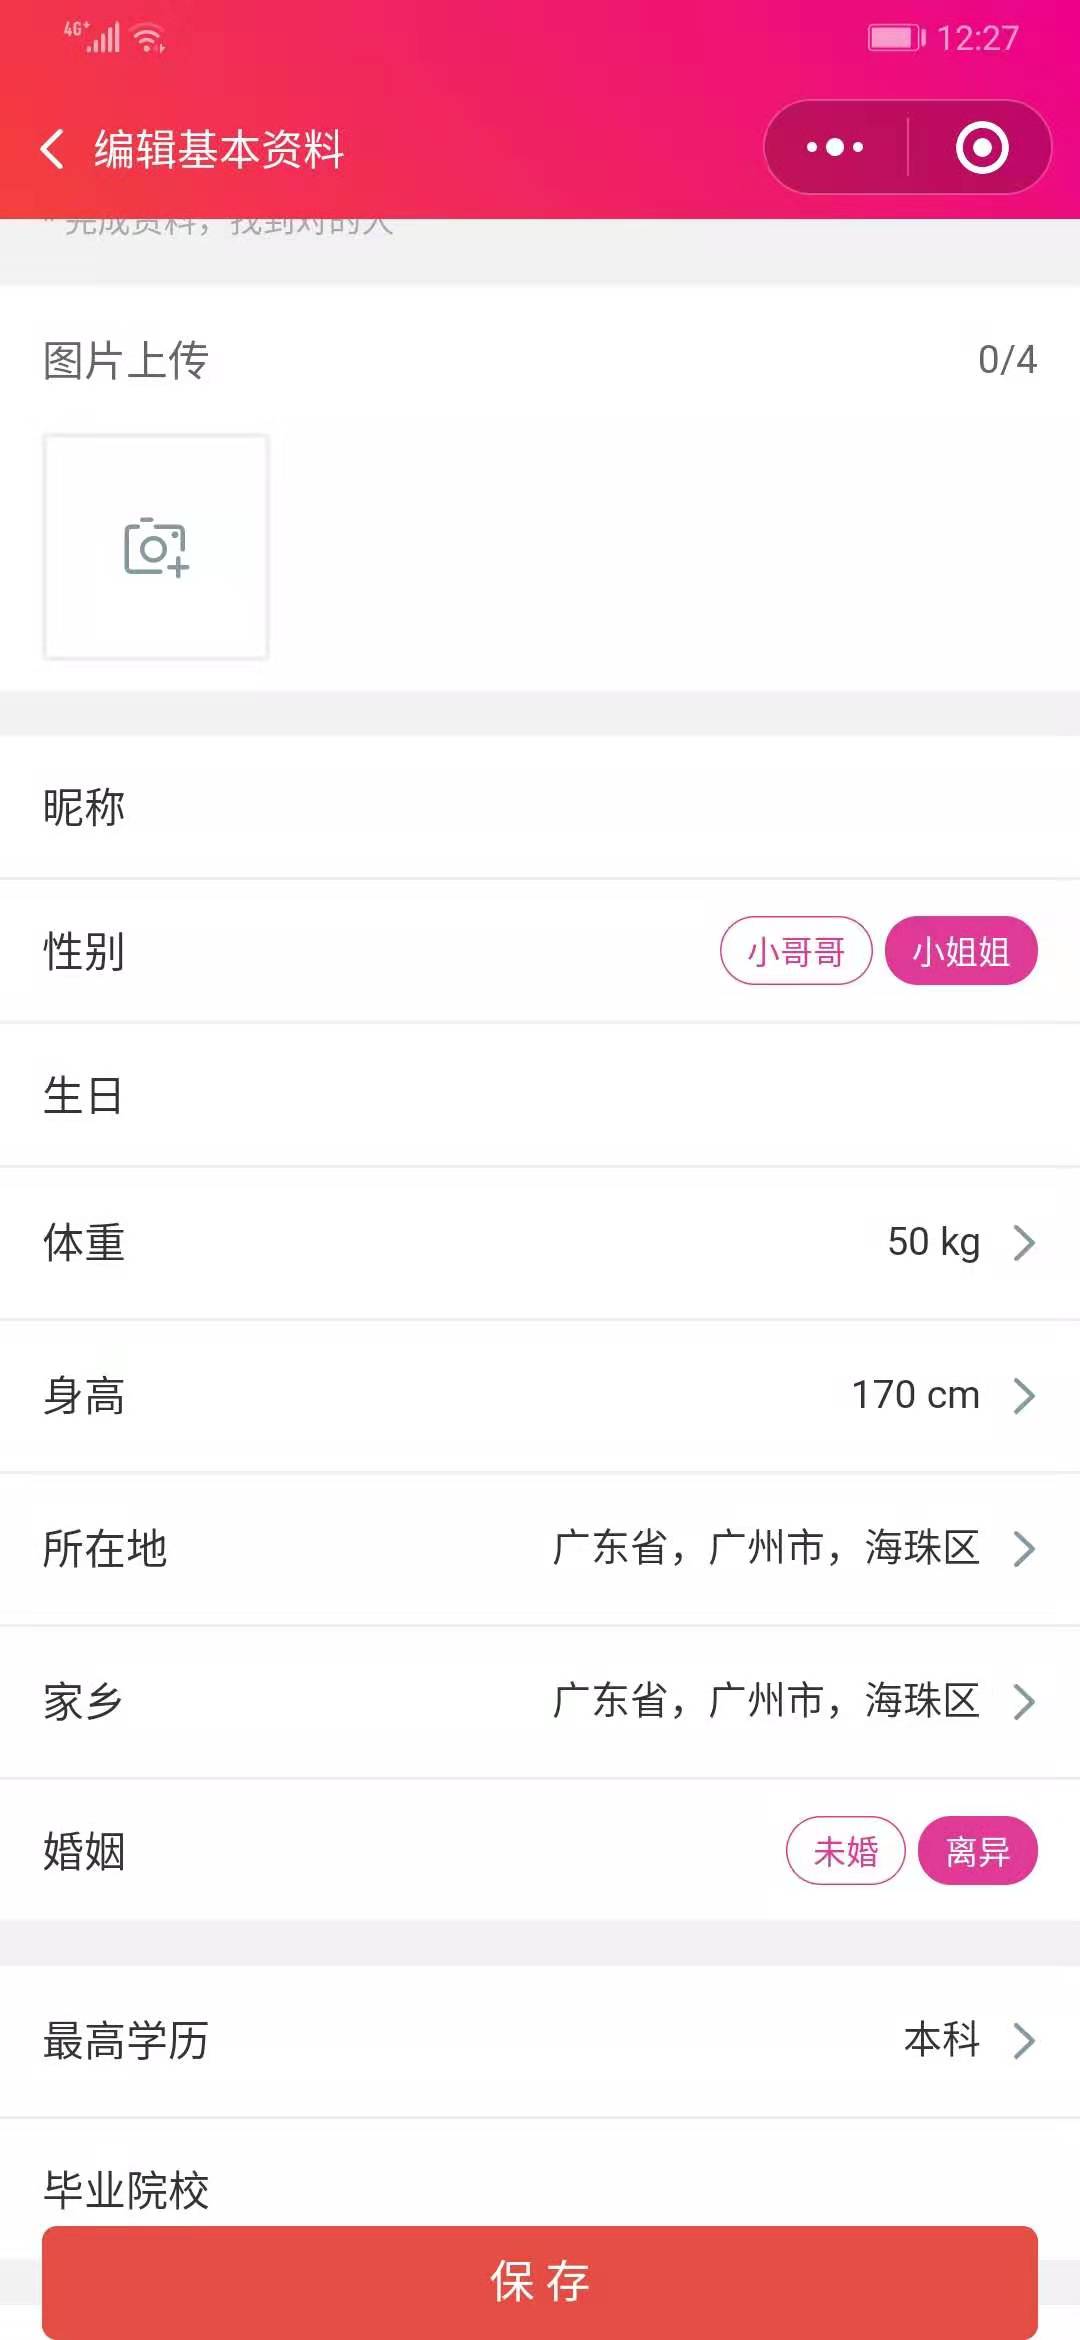 4G+ 12:27
编辑基本资料
* 完成资料，找到对的人
图片上传 0/4
昵称
性别 小哥哥 小姐姐
生日
体重 50 kg
身高 170 cm
所在地 广东省，广州市，海珠区
家乡 广东省，广州市，海珠区
婚姻 未婚 离异
最高学历 本科
毕业院校
保存